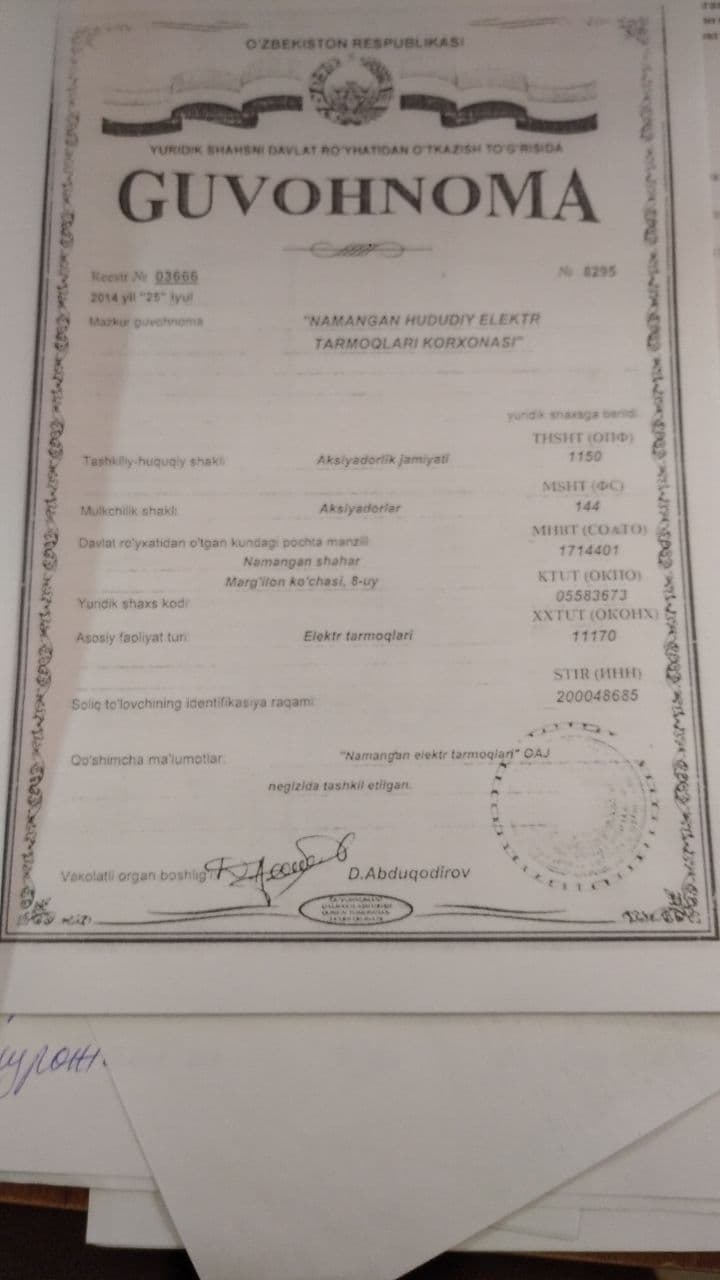 O'ZBEKISTON RESPUBLIKASI
YURIDIK SHAHSNI DAVLAT RO'YHATIDAN O'TKAZISH TO'G'RISIDA
GUVOHNOMA
Reestr № 03666
№ 8295
2014 yil "25" iyul
Mazkur guvohnoma "NAMANGAN HUDUDIY ELEKTR
TARMOQLARI KORXONASI"
yuridik shaxsga berildi
THSHT (ОПФ)
Tashkiliy-huquqiy shakli: Aksiyadorlik jamiyati 1150
MSHT (ФС)
Mulkchilik shakli: Aksiyadorlar 144
Davlat ro'yxatidan o'tgan kundagi pochta manzili: МНИТ (СОАТО)
Namangan shahar 1714401
Marg'ilon ko'chasi, 8-uy KTUT (ОКПО)
Yuridik shaxs kodi: 05583673
XXTUT (ОКОНХ)
Asosiy faoliyat turi: Elektr tarmoqlari 11170
STIR (ИНН)
Soliq to'lovchining identifikasiya raqami: 200048685
Qo'shimcha ma'lumotlar: "Namangan elektr tarmoqlari" OAJ
negizida tashkil etilgan.
Vakolatli organ boshlig'i D.Abduqodirov